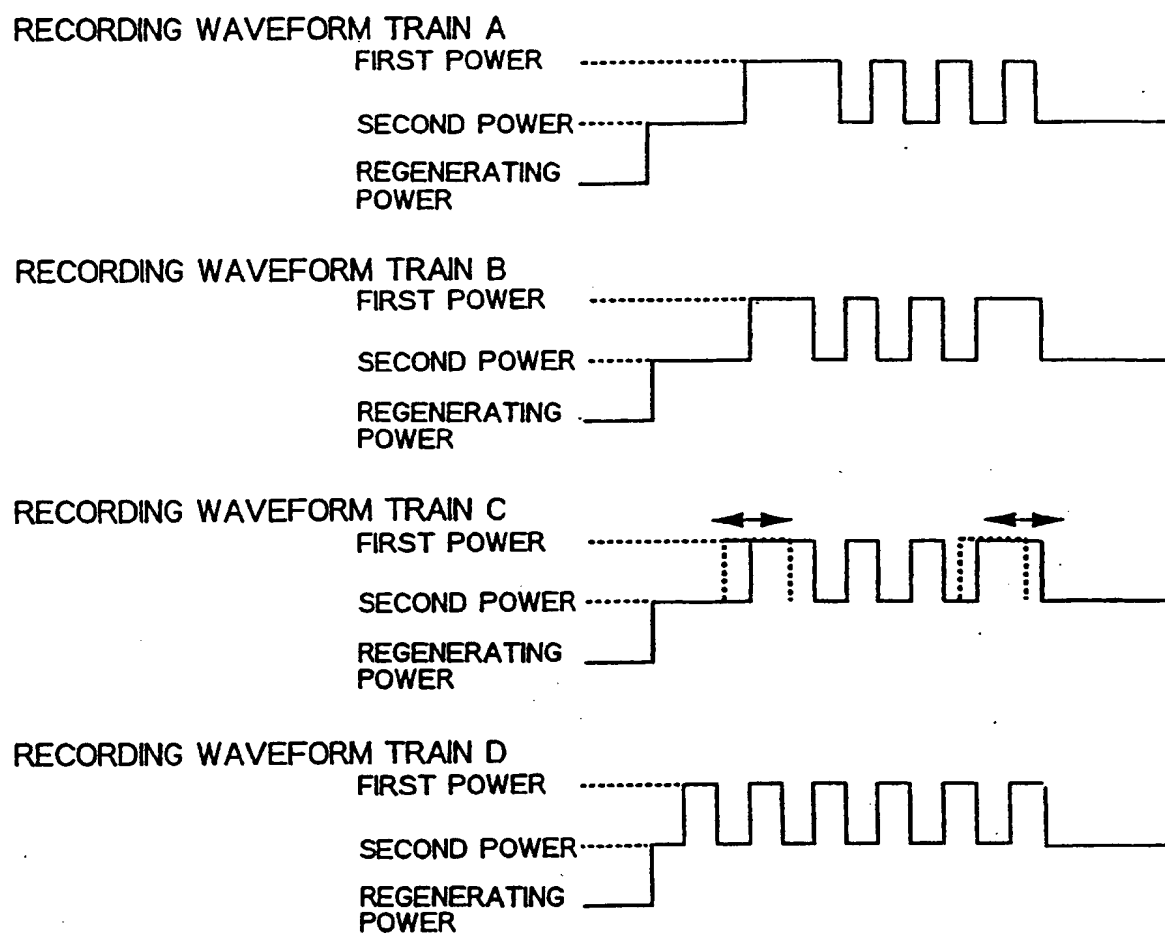 RECORDING WAVEFORM TRAIN A
FIRST POWER
SECOND POWER
REGENERATING
POWER
RECORDING WAVEFORM TRAIN B
FIRST POWER
SECOND POWER
REGENERATING
POWER
RECORDING WAVEFORM TRAIN C
FIRST POWER
SECOND POWER
REGENERATING
POWER
RECORDING WAVEFORM TRAIN D
FIRST POWER
SECOND POWER
REGENERATING
POWER